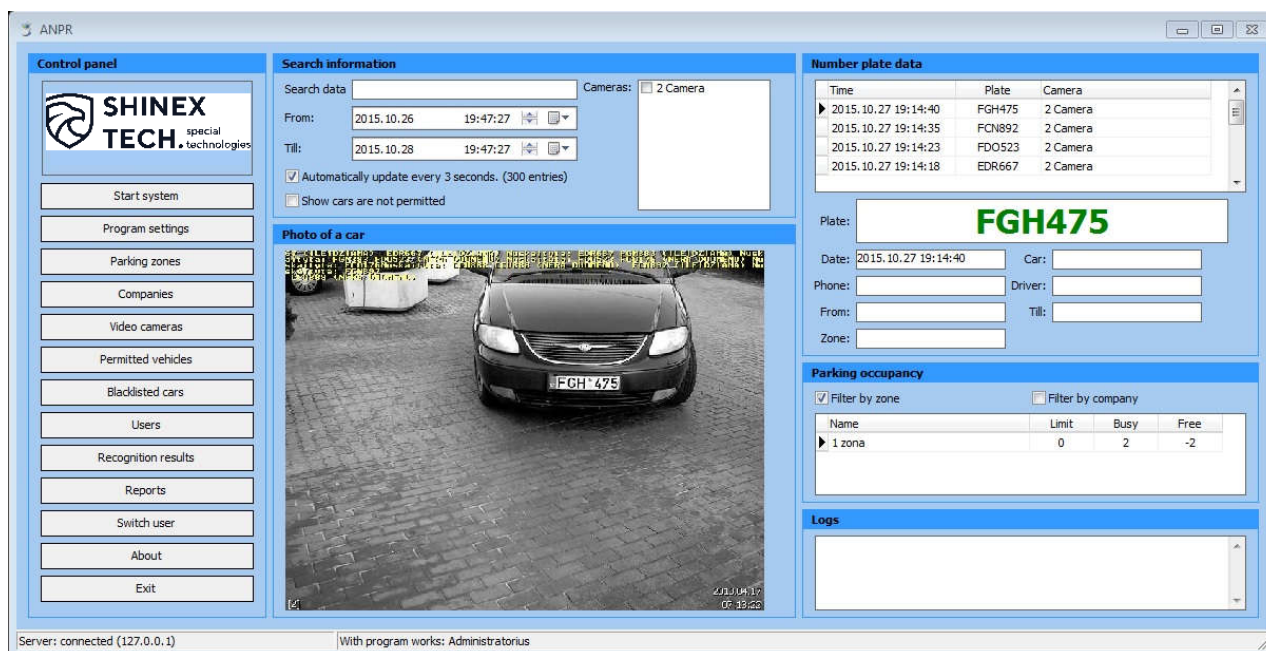 ANPR
Control panel
SHINEX
TECH. special
technologies
Start system
Program settings
Parking zones
Companies
Video cameras
Permitted vehicles
Blacklisted cars
Users
Recognition results
Reports
Switch user
About
Exit
Search information
Search data
Cameras: 2 Camera
From: 2015.10.26 19:47:27
Till: 2015.10.28 19:47:27
Automatically update every 3 seconds. (300 entries)
Show cars are not permitted
Photo of a car
FGH 475
[2]
Number plate data
Time Plate Camera
2015.10.27 19:14:40 FGH475 2 Camera
2015.10.27 19:14:35 FCN892 2 Camera
2015.10.27 19:14:23 FDO523 2 Camera
2015.10.27 19:14:18 EDR667 2 Camera
Plate: FGH475
Date: 2015.10.27 19:14:40 Car:
Phone: Driver:
From: Till:
Zone:
Parking occupancy
Filter by zone Filter by company
Name Limit Busy Free
1 zona 0 2 -2
Logs
Server: connected (127.0.0.1) With program works: Administratorius